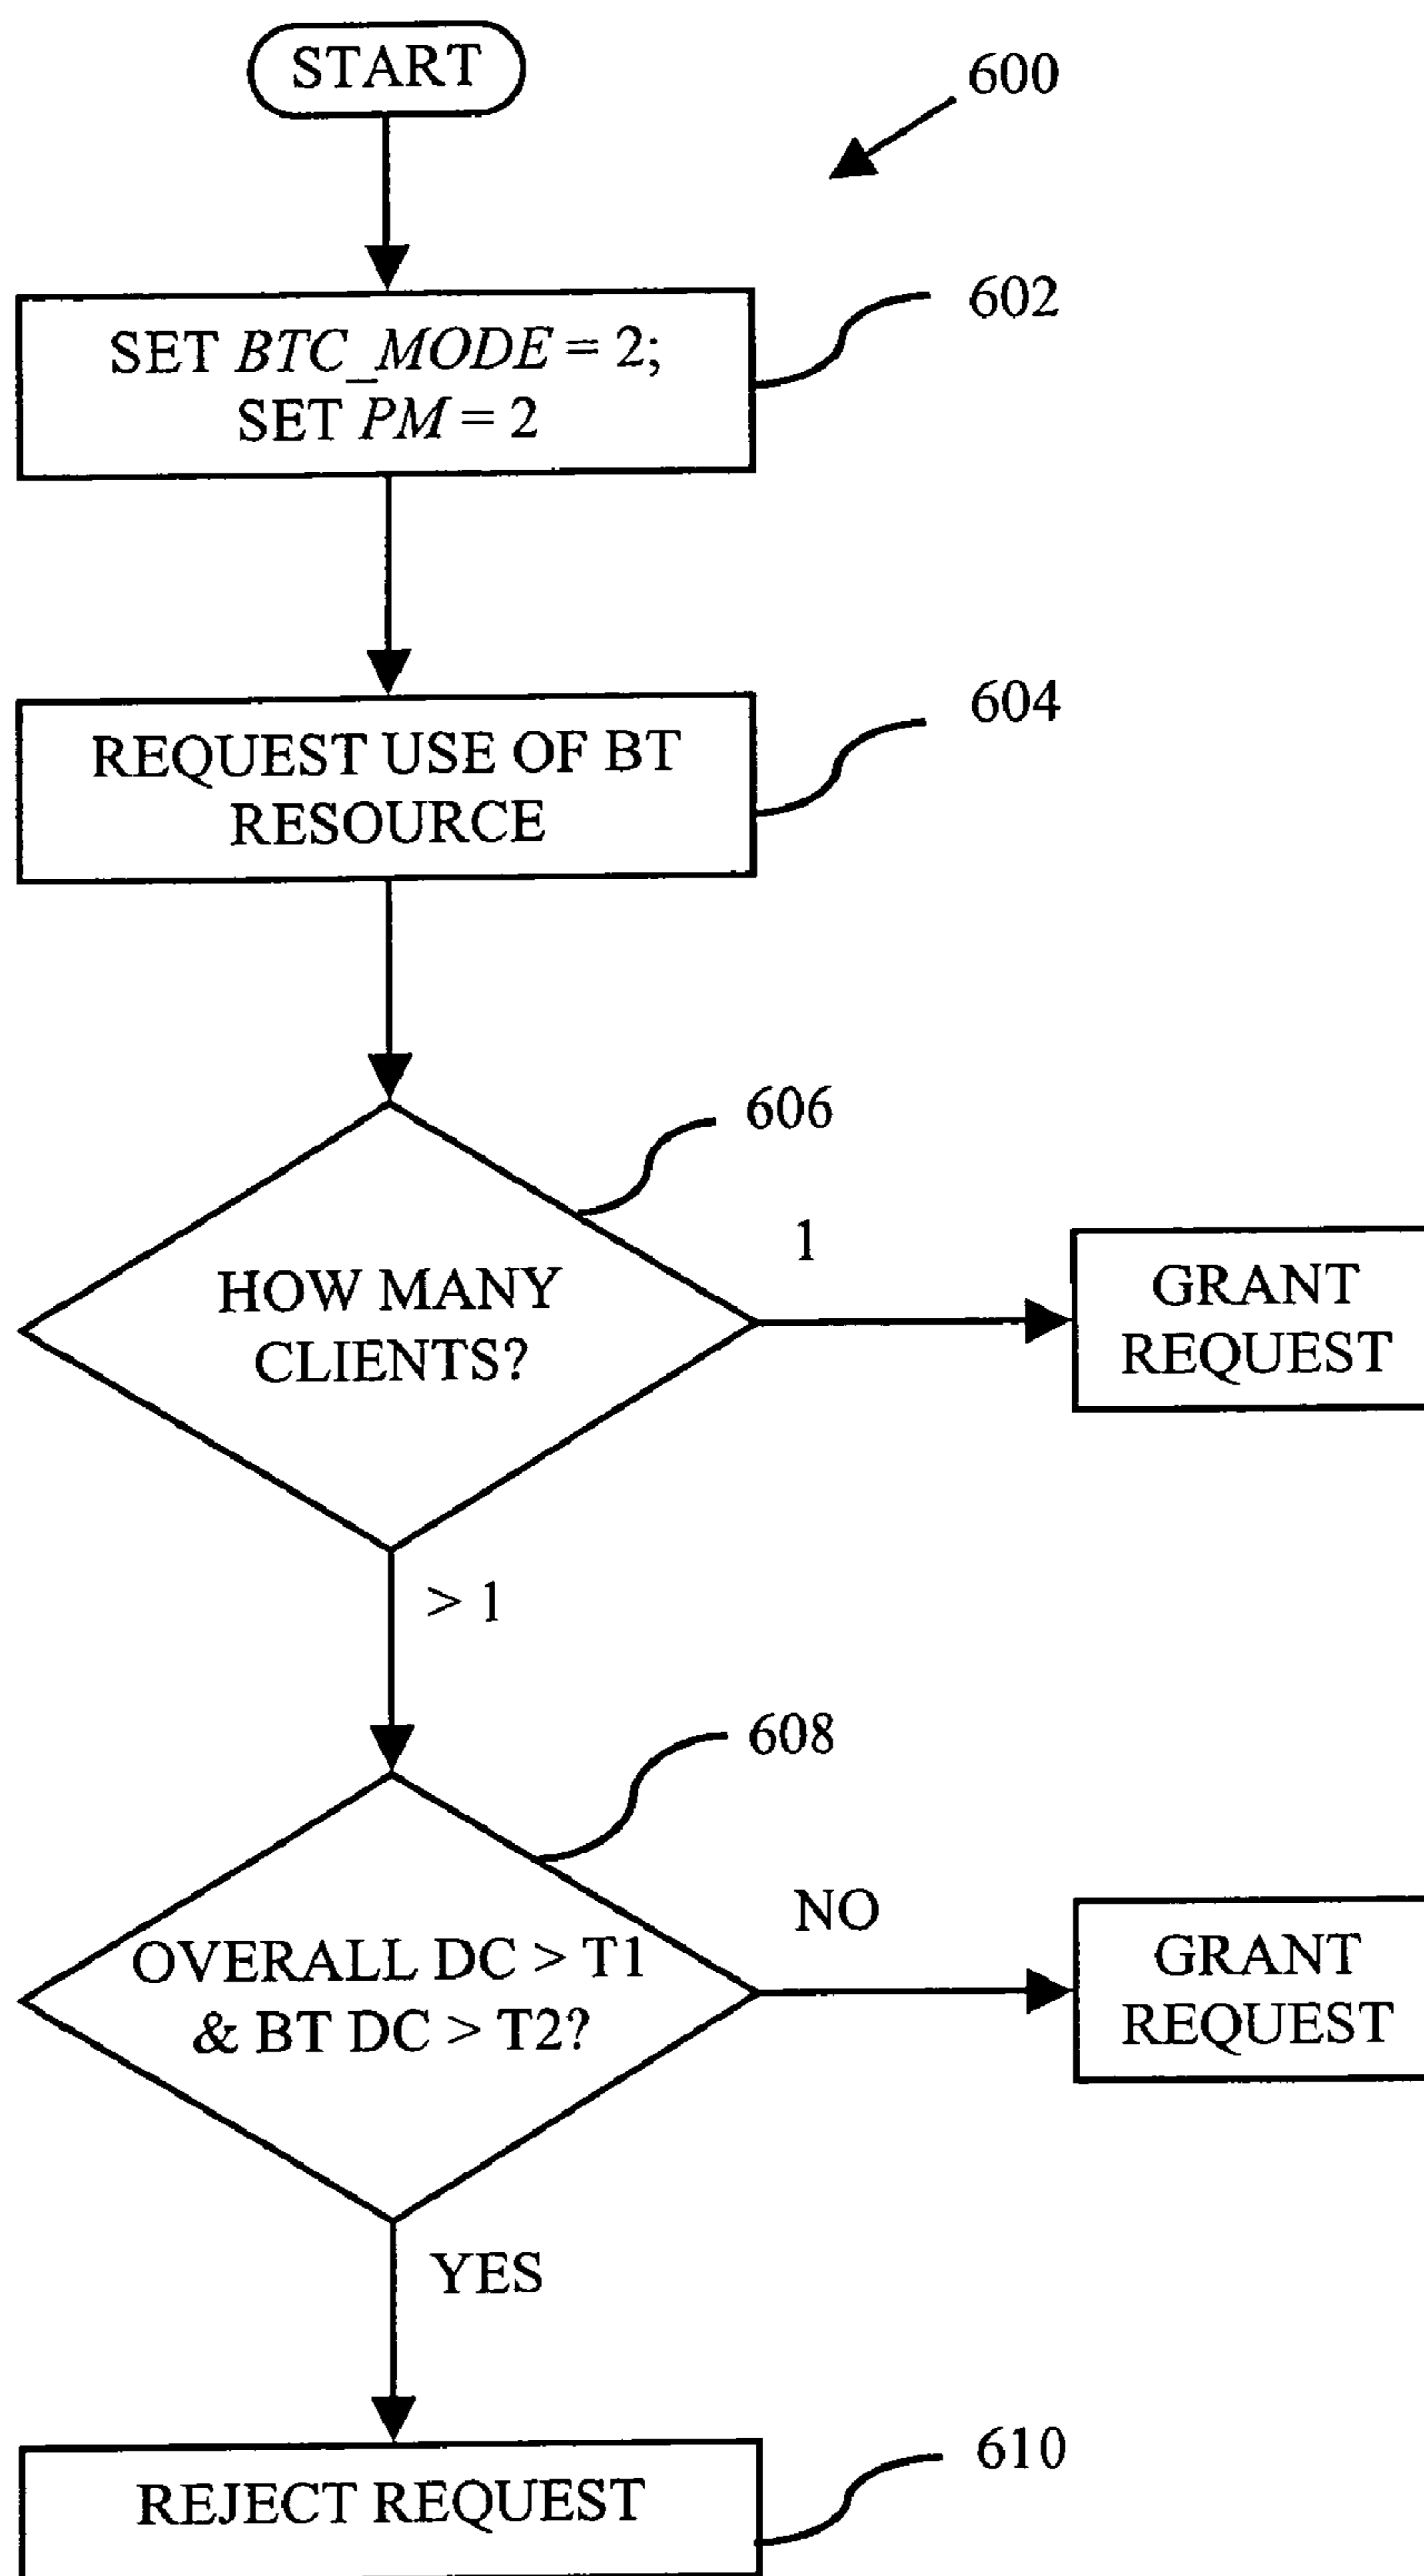 START
600
602
SET BTC_MODE = 2;
SET PM = 2
604
REQUEST USE OF BT
RESOURCE
606
1
HOW MANY
CLIENTS?
GRANT
REQUEST
> 1
608
NO
OVERALL DC > T1
& BT DC > T2?
GRANT
REQUEST
YES
610
REJECT REQUEST